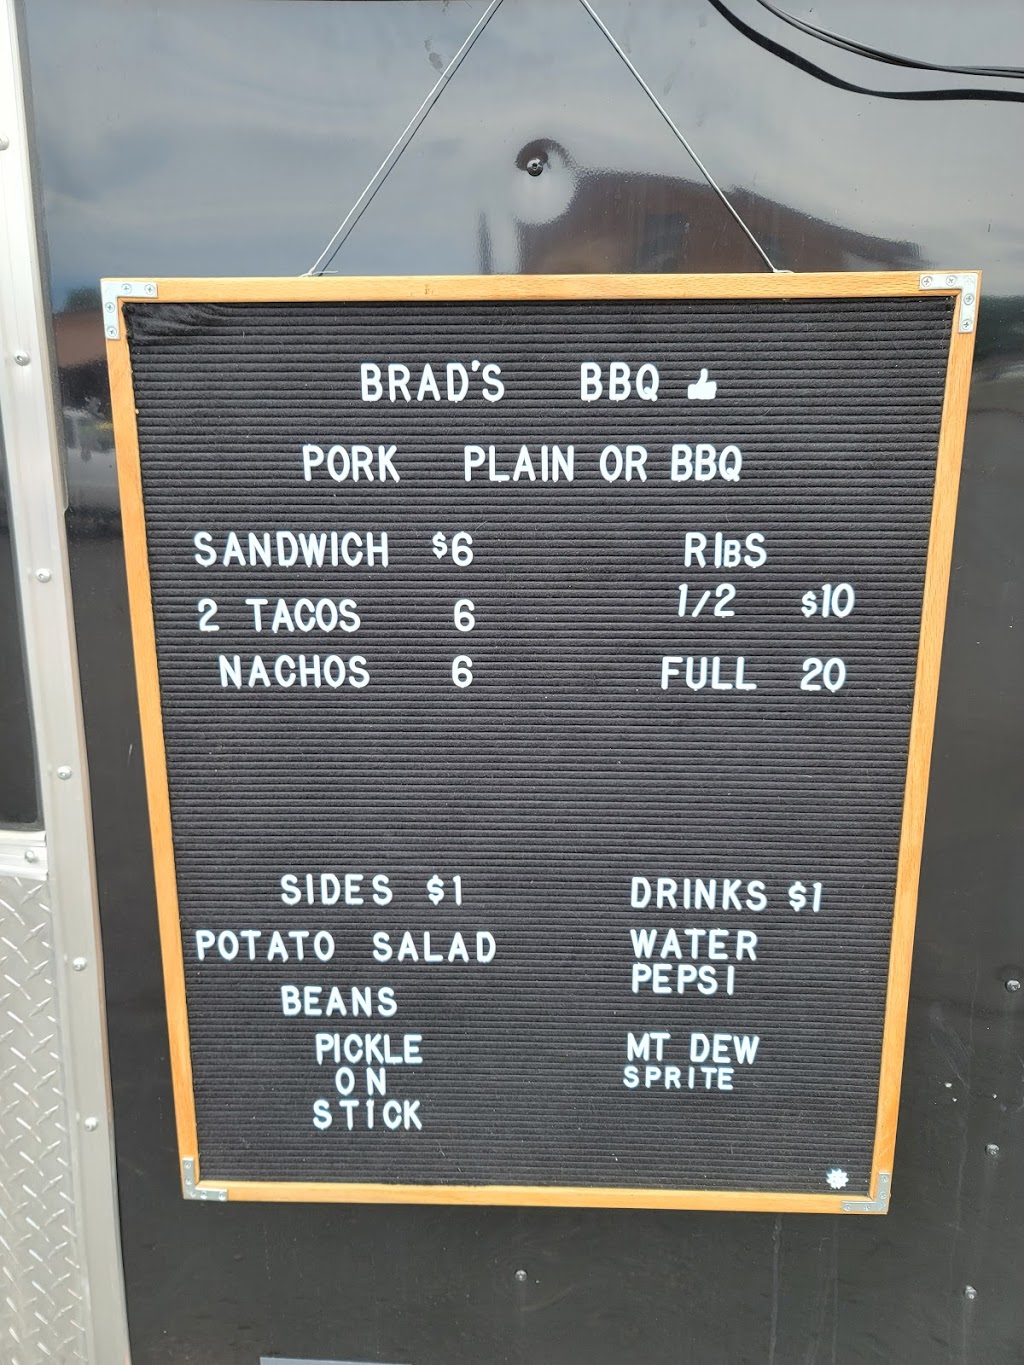 BRAD'S BBQ 👍
PORK PLAIN OR BBQ
SANDWICH $6
2 TACOS 6
NACHOS 6
RIBS
1/2 $10
FULL 20
SIDES $1
POTATO SALAD
BEANS
PICKLE
ON
STICK
DRINKS $1
WATER
PEPSI
MT DEW
SPRITE